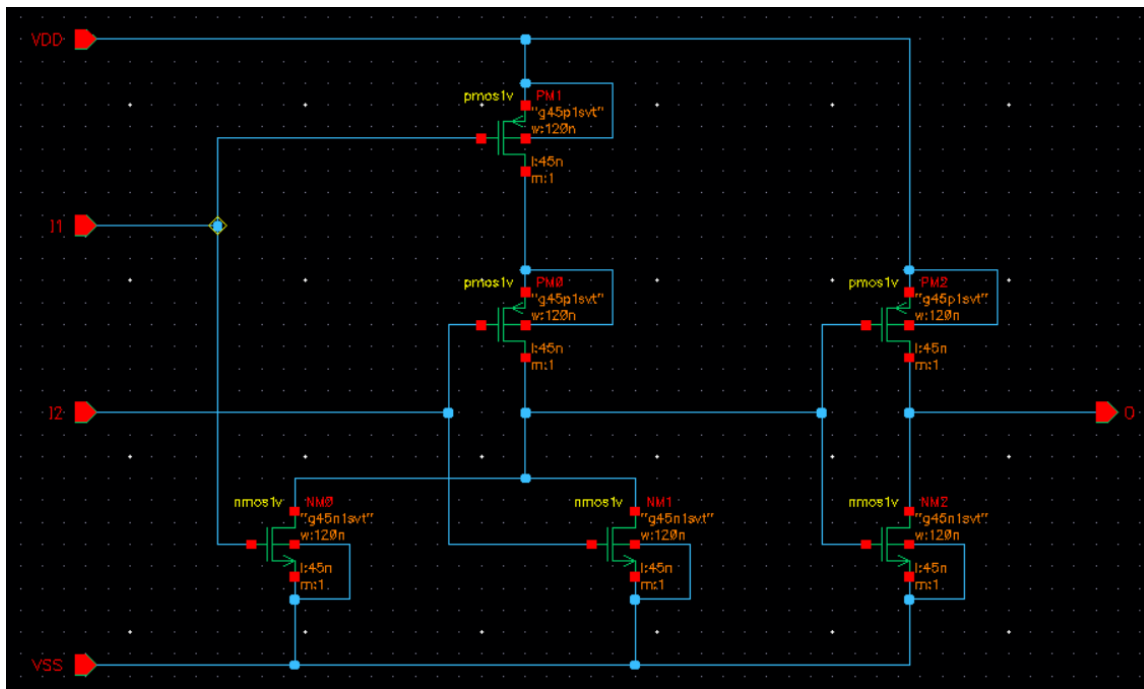 VDD
pmos1v PM1
"g45p1svt"
w:120n
l:45n
m:1
I1
pmos1v PM0
"g45p1svt"
w:120n
l:45n
m:1
pmos1v PM2
"g45p1svt"
w:120n
l:45n
m:1
I2
O
nmos1v NM0
"g45n1svt"
w:120n
l:45n
m:1
nmos1v NM1
"g45n1svt"
w:120n
l:45n
m:1
nmos1v NM2
"g45n1svt"
w:120n
l:45n
m:1
VSS